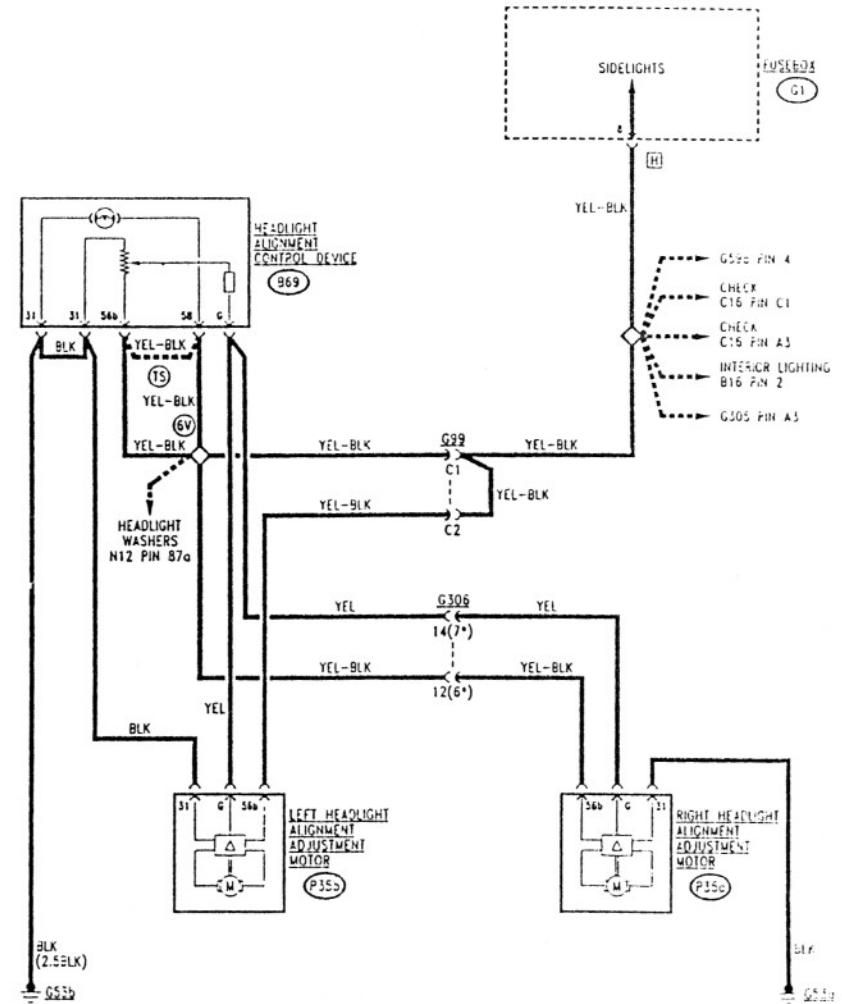 SIDELIGHTS
FUSEBOX
G1
8
H
YEL-BLK
HEADLIGHT
ALIGNMENT
CONTROL DEVICE
B69
31 31 56b 58 G
BLK
YEL-BLK
TS
YEL-BLK
6V
YEL-BLK
YEL-BLK
G99
C1
YEL-BLK
YEL-BLK
YEL-BLK
C2
PIN 4
CHECK
C16 PIN C1
CHECK
C16 PIN A3
INTERIOR LIGHTING
B16 PIN 2
G305 PIN A3
HEADLIGHT
WASHERS
N12 PIN 87a
YEL
G306
YEL
14(7*)
YEL-BLK
YEL-BLK
12(6*)
YEL
BLK
31 G 56b
LEFT HEADLIGHT
ALIGNMENT
ADJUSTMENT
MOTOR
P35b
M
56b G 31
RIGHT HEADLIGHT
ALIGNMENT
ADJUSTMENT
MOTOR
M
BLK
(2.5BLK)
G53b
BLK